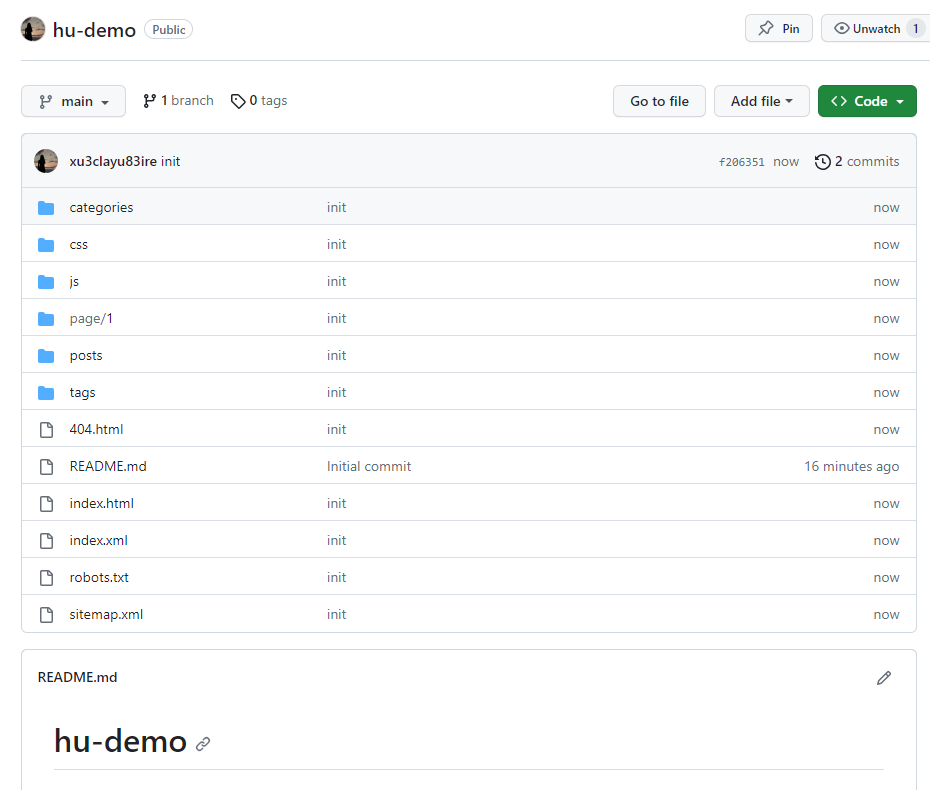 hu-demo Public Pin Unwatch 1
main 1 branch 0 tags Go to file Add file Code
xu3clayu83ire init f206351 now 2 commits
categories init now
css init now
js init now
page/1 init now
posts init now
tags init now
404.html init now
README.md Initial commit 16 minutes ago
index.html init now
index.xml init now
robots.txt init now
sitemap.xml init now
README.md
hu-demo